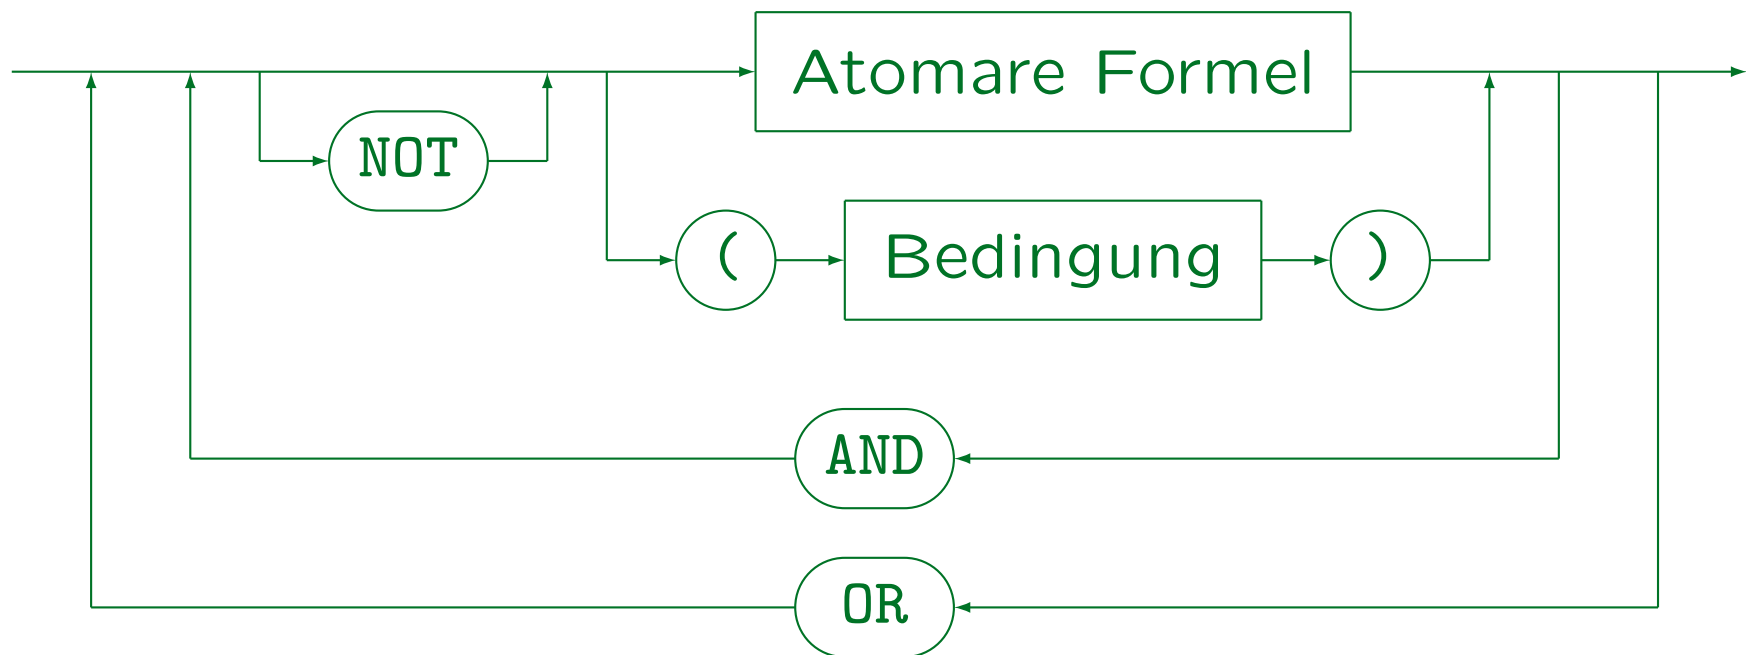 Atomare Formel
NOT
( Bedingung )
AND
OR